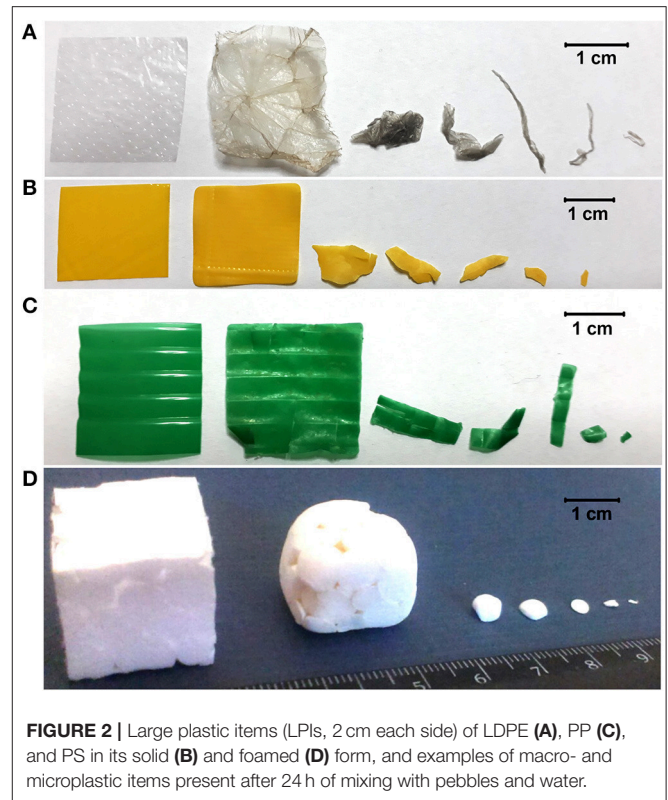 A
1 cm
B
1 cm
C
1 cm
D
1 cm
5 6 7 8 9
FIGURE 2 | Large plastic items (LPIs, 2 cm each side) of LDPE (A), PP (C),
and PS in its solid (B) and foamed (D) form, and examples of macro- and
microplastic items present after 24 h of mixing with pebbles and water.